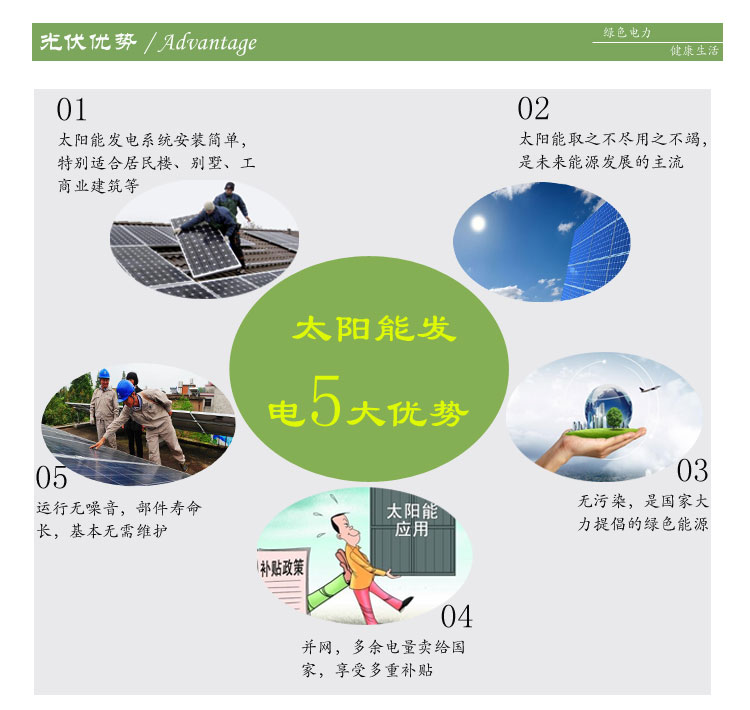 光伏优势 / Advantage
绿色电力
健康生活
01
太阳能发电系统安装简单，
特别适合居民楼、别墅、工
商业建筑等
02
太阳能取之不尽用之不竭，
是未来能源发展的主流
太阳能发
电5大优势
03
无污染，是国家大
力提倡的绿色能源
05
运行无噪音，部件寿命
长，基本无需维护
太阳能
应用
补贴政策
04
并网，多余电量卖给国
家，享受多重补贴